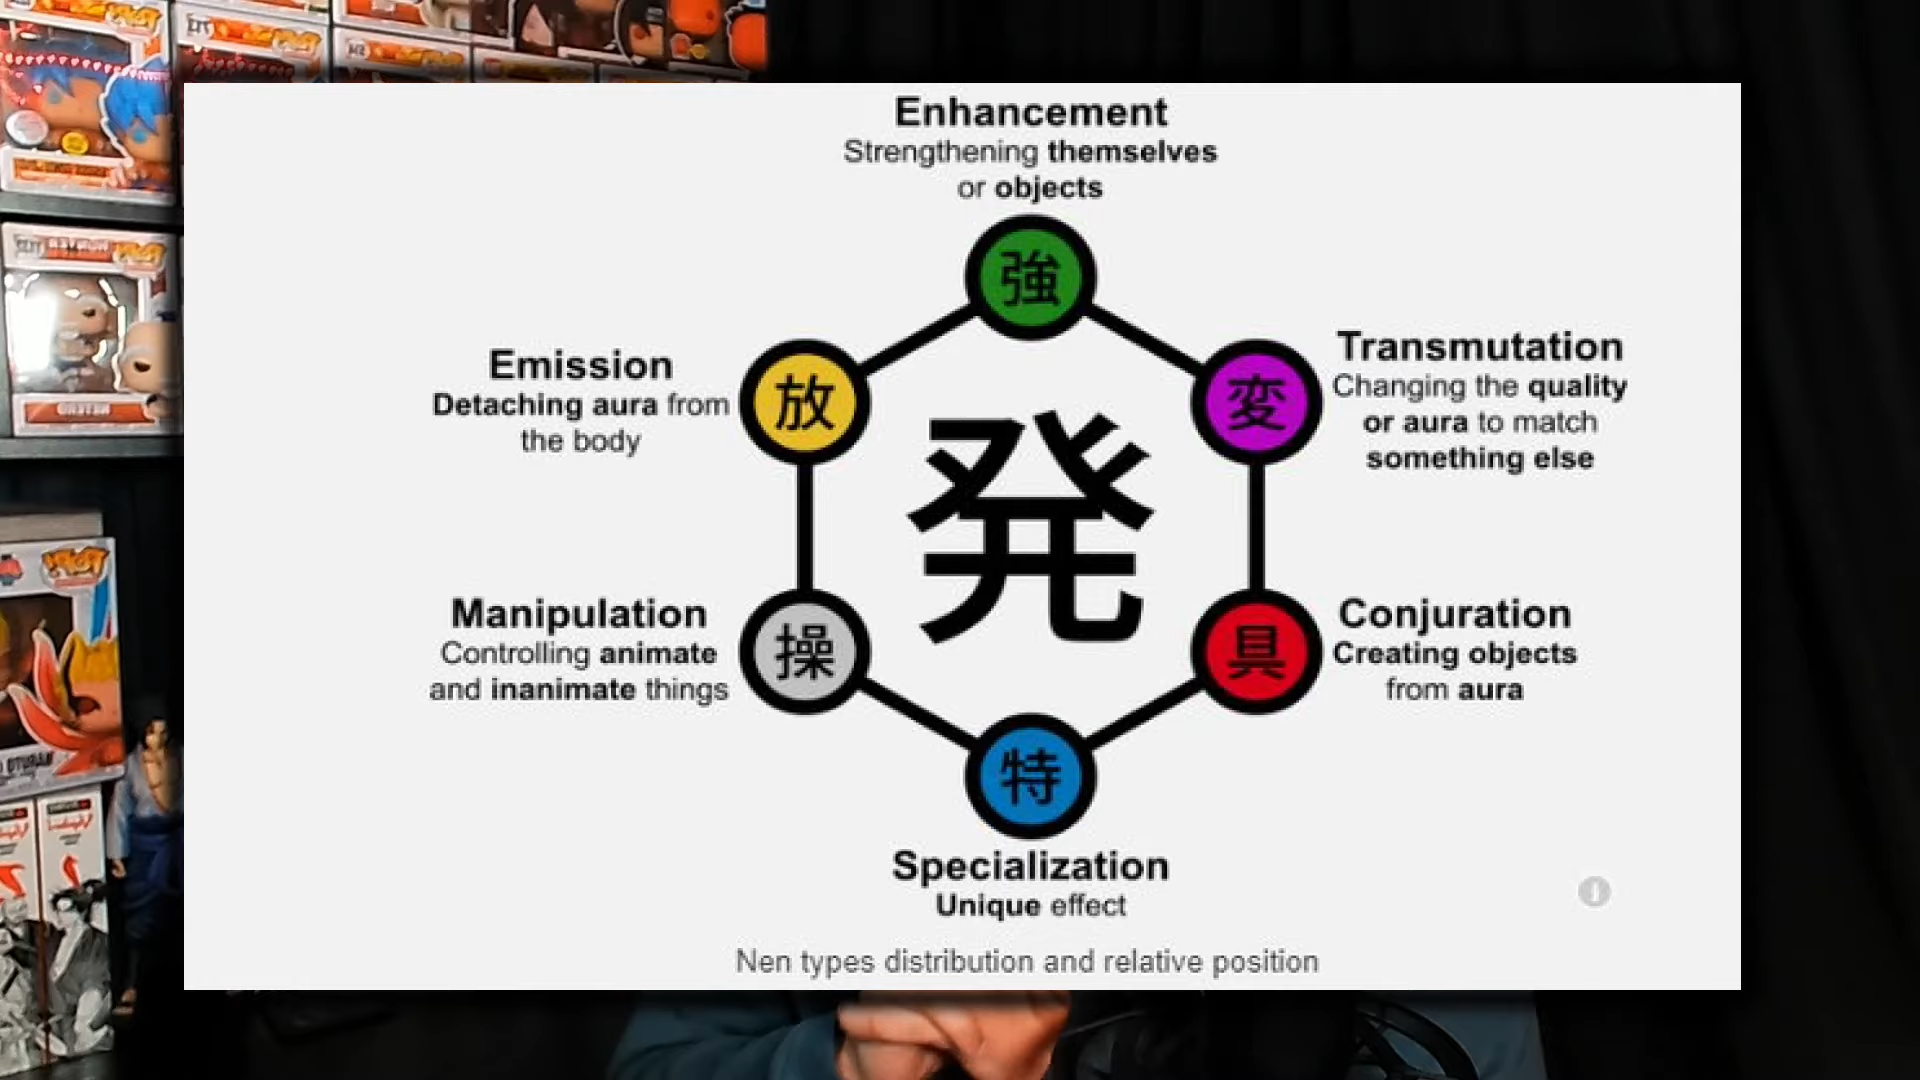 Enhancement
Strengthening themselves
or objects
強
Emission
Detaching aura from
the body
放
変
Transmutation
Changing the quality
or aura to match
something else
発
Manipulation
Controlling animate
and inanimate things
操
具
Conjuration
Creating objects
from aura
特
Specialization
Unique effect
Nen types distribution and relative position